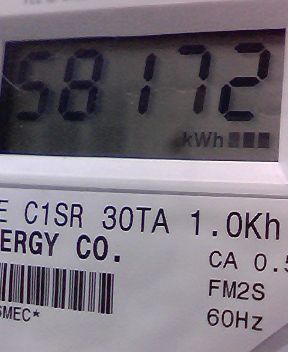 58172
kWh
E C1SR 30TA 1.0Kh
ERGY CO.
CA 0.5
FM2S
MEC*
60Hz